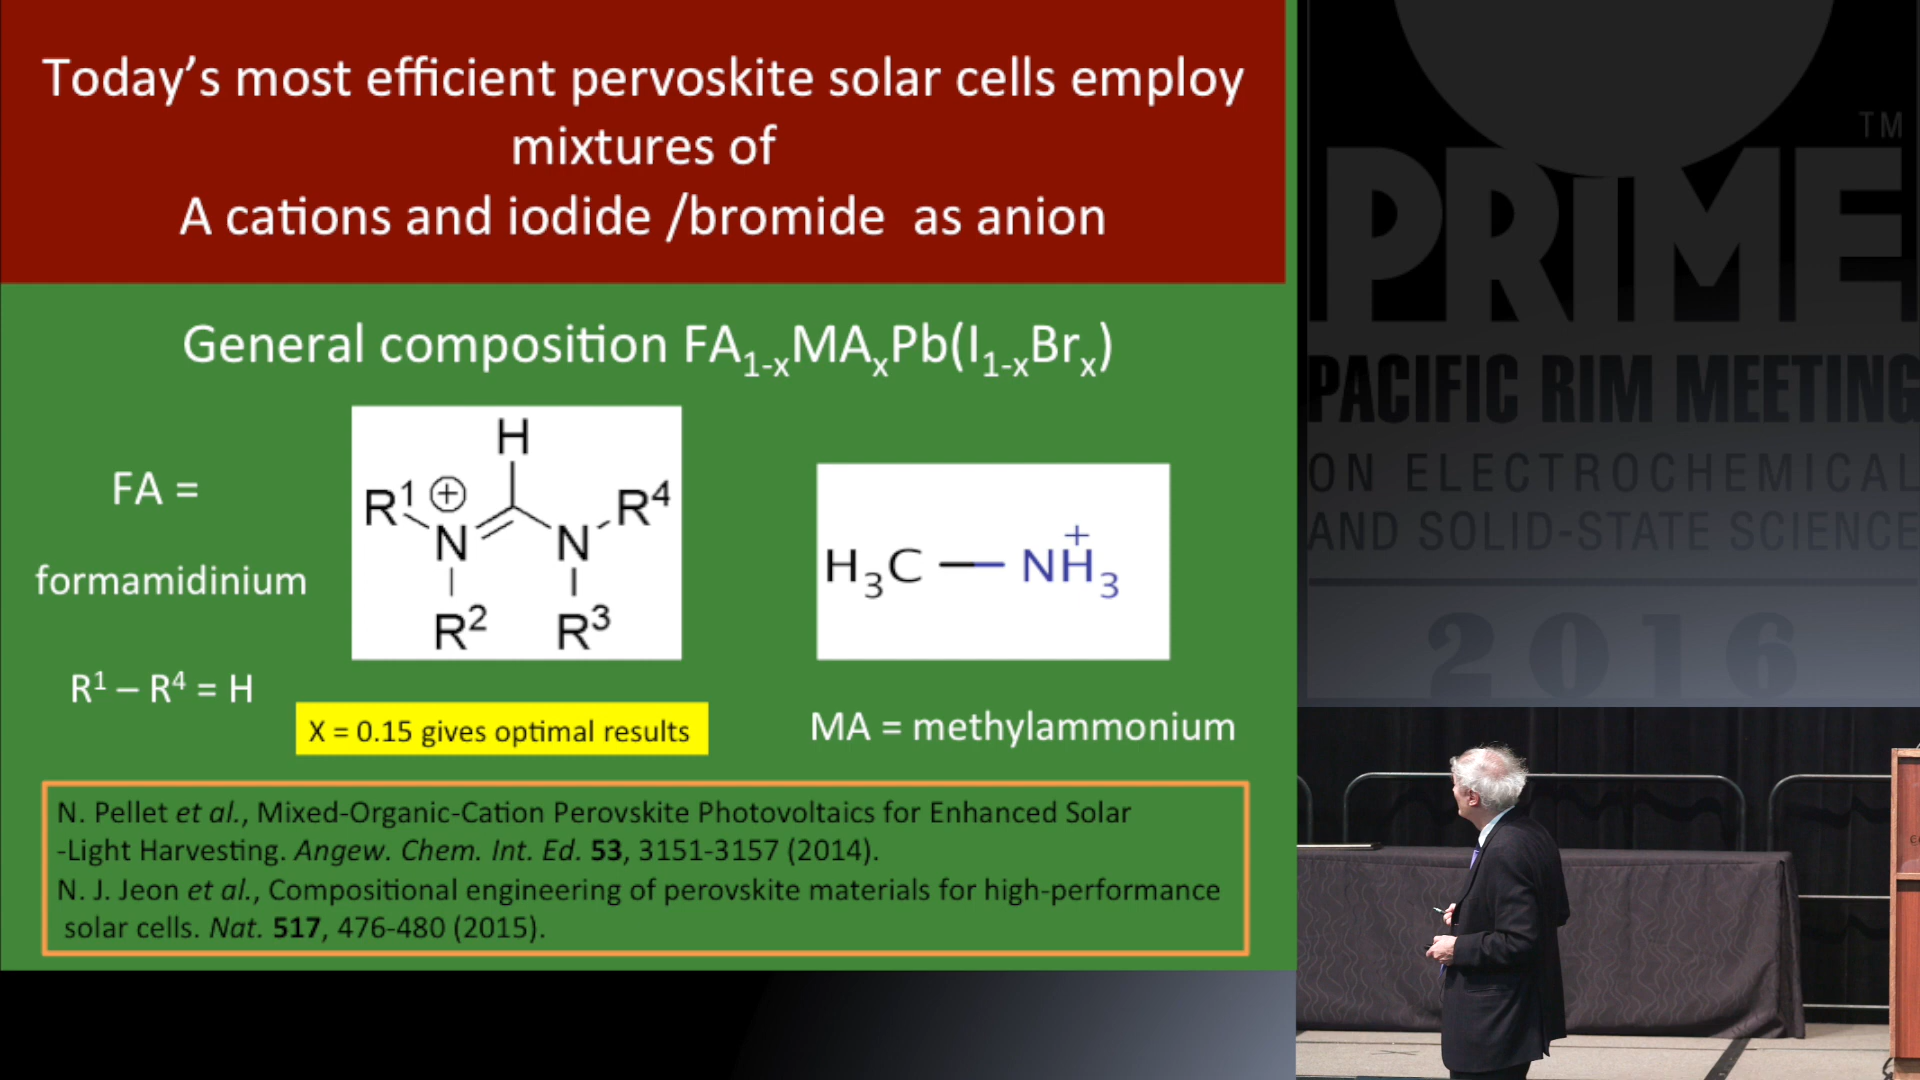 Today's most efficient pervoskite solar cells employ
mixtures of
A cations and iodide /bromide as anion
General composition FA1-xMAxPb(I1-xBrx)
FA =
formamidinium
R¹ – R⁴ = H
H
R¹ ⊕
R⁴
N
N
R²
R³
H₃C — NH₃
+
X = 0.15 gives optimal results
MA = methylammonium
N. Pellet et al., Mixed-Organic-Cation Perovskite Photovoltaics for Enhanced Solar
-Light Harvesting. Angew. Chem. Int. Ed. 53, 3151-3157 (2014).
N. J. Jeon et al., Compositional engineering of perovskite materials for high-performance
solar cells. Nat. 517, 476-480 (2015).
TM
PRiME
PACIFIC RIM MEETING
ON ELECTROCHEMICAL
AND SOLID-STATE SCIENCE
2016